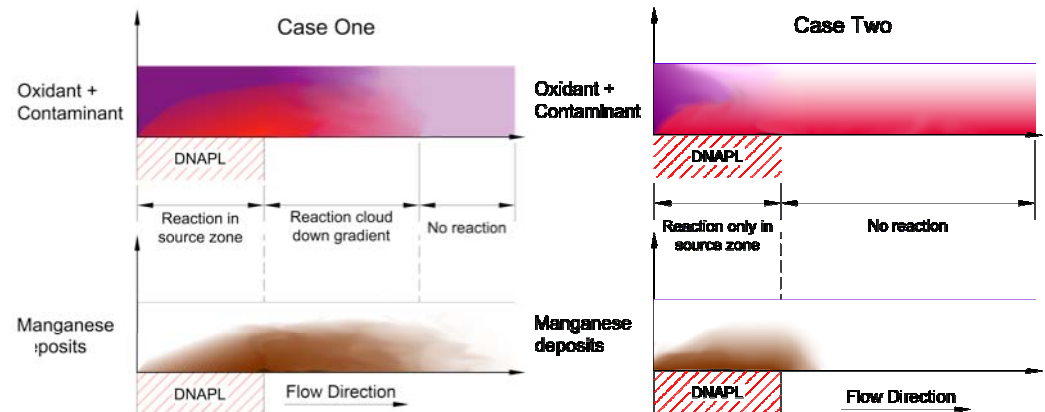 Case One
Oxidant +
Contaminant
DNAPL
Reaction in
source zone
Reaction cloud
down gradient
No reaction
Manganese
eposits
DNAPL
Flow Direction
Case Two
Oxidant +
Contaminant
DNAPL
Reaction only in
source zone
No reaction
Manganese
deposits
DNAPL
Flow Direction